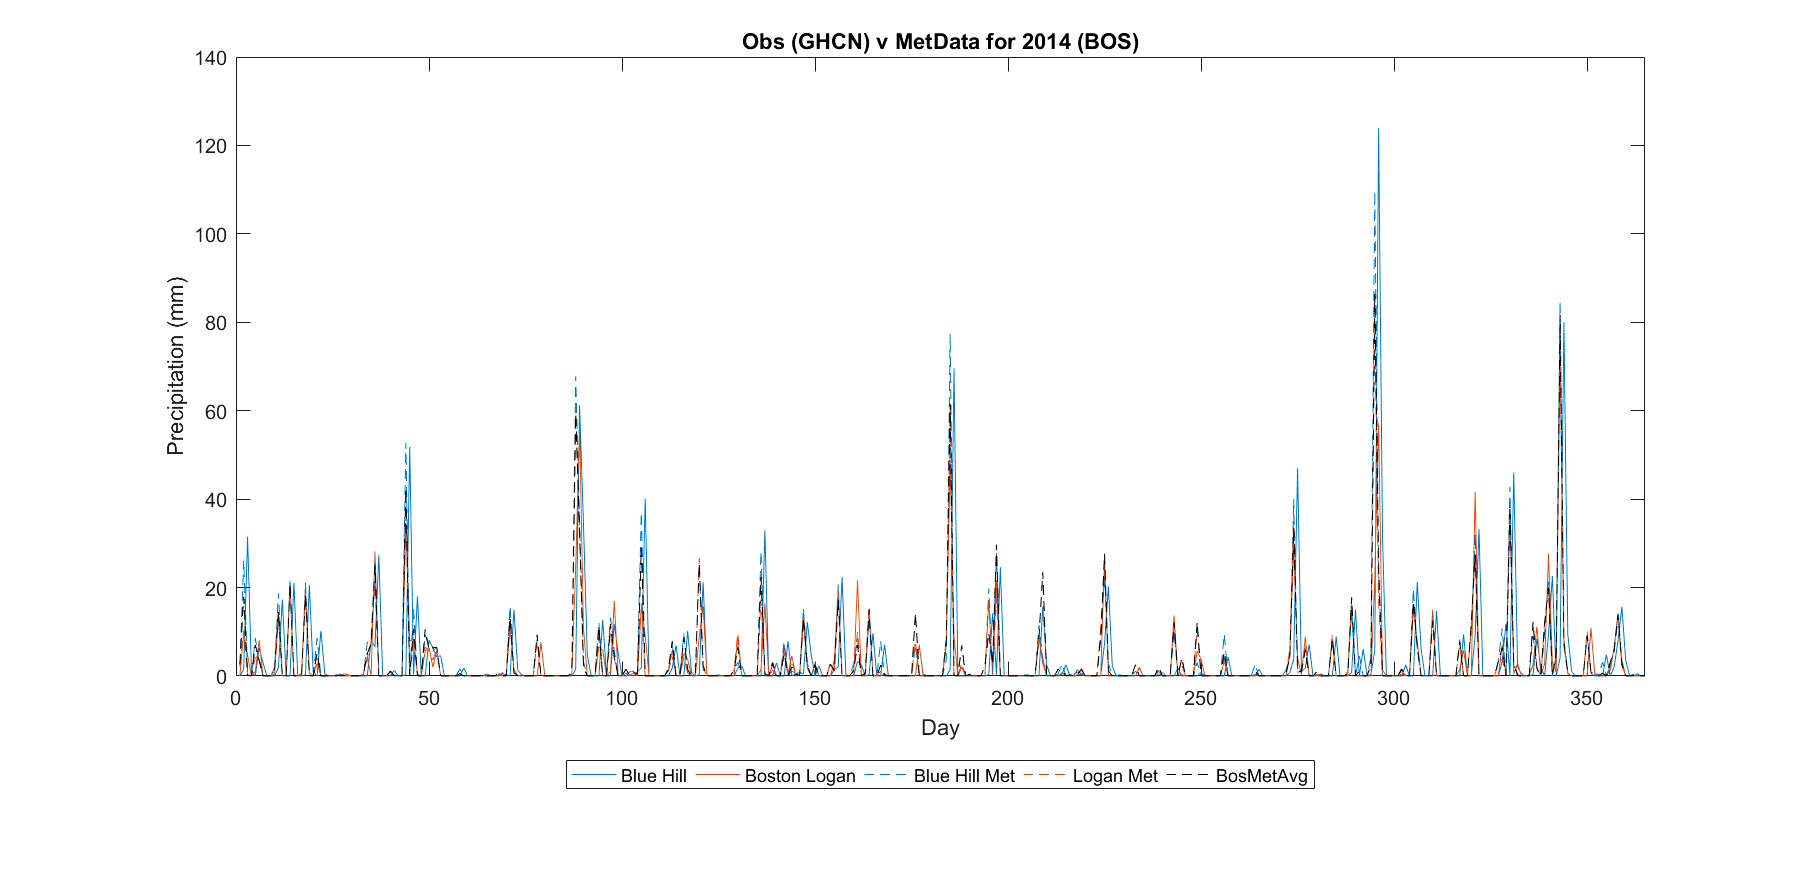 Obs (GHCN) v MetData for 2014 (BOS)
140
120
100
80
60
40
20
0
Precipitation (mm)
0 50 100 150 200 250 300 350
Day
Blue Hill Boston Logan Blue Hill Met Logan Met BosMetAvg